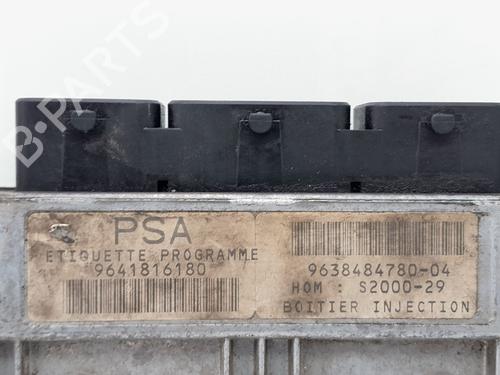 PSA
ETIQUETTE PROGRAMME
9641816180
9638484780-04
HOM : S2000-29
BOITIER INJECTION
B-PARTS